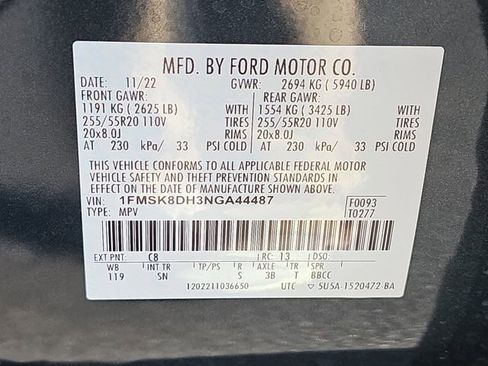 MFD. BY FORD MOTOR CO.
DATE: 11/22 GVWR: 2694 KG ( 5940 LB)
FRONT GAWR: REAR GAWR:
1191 KG ( 2625 LB) WITH 1554 KG ( 3425 LB) WITH
255/55R20 110V TIRES 255/55R20 110V TIRES
20x8.0J RIMS 20x8.0J RIMS
AT 230 kPa/ 33 PSI COLD AT 230 kPa/ 33 PSI COLD
THIS VEHICLE CONFORMS TO ALL APPLICABLE FEDERAL MOTOR
VEHICLE SAFETY AND THEFT PREVENTION STANDARDS IN EFFECT ON
THE DATE OF MANUFACTURE SHOWN ABOVE.
VIN: 1FMSK8DH3NGA44487 F0093
TYPE: MPV T0277
EXT PNT: C8 RC: 13 DSO:
WB INT TR TP/PS R AXLE TR SPR
119 SN S 3B T BBCC
1202211036650 UTC ▽ 5U5A-1520472-BA